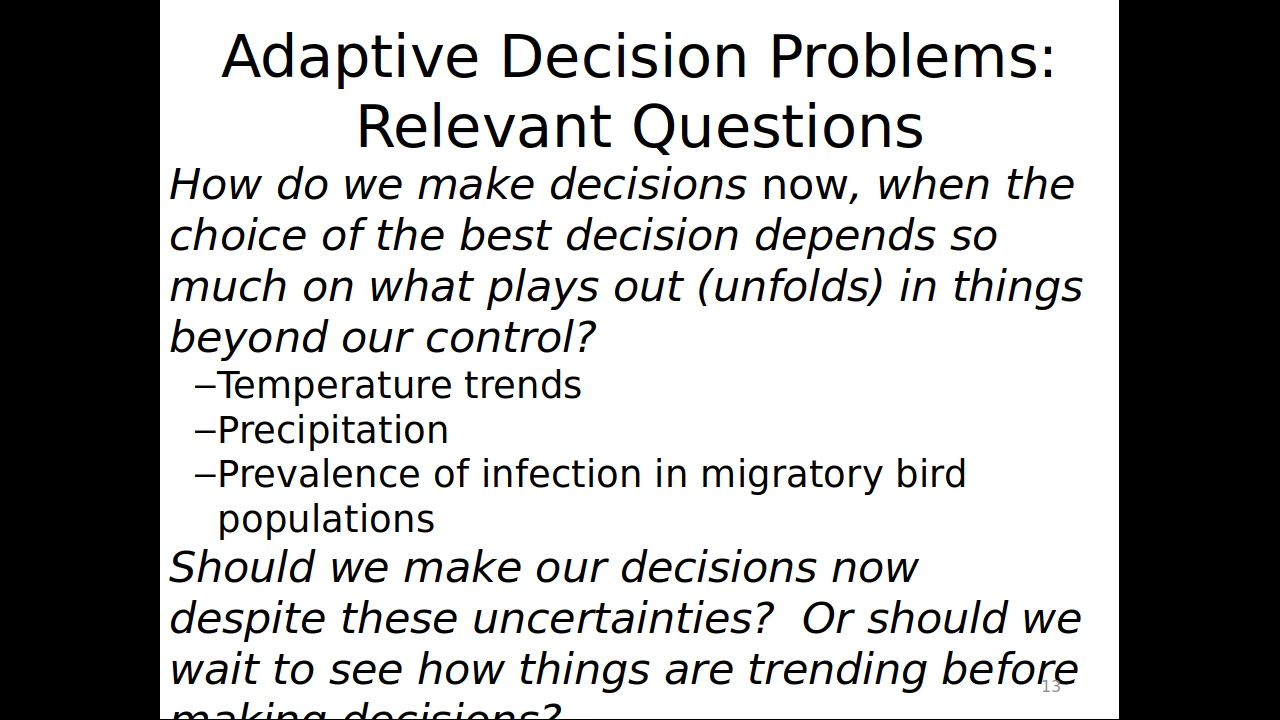 Adaptive Decision Problems:
Relevant Questions
How do we make decisions now, when the
choice of the best decision depends so
much on what plays out (unfolds) in things
beyond our control?
–Temperature trends
–Precipitation
–Prevalence of infection in migratory bird
populations
Should we make our decisions now
despite these uncertainties?  Or should we
wait to see how things are trending before
making decisions?
13